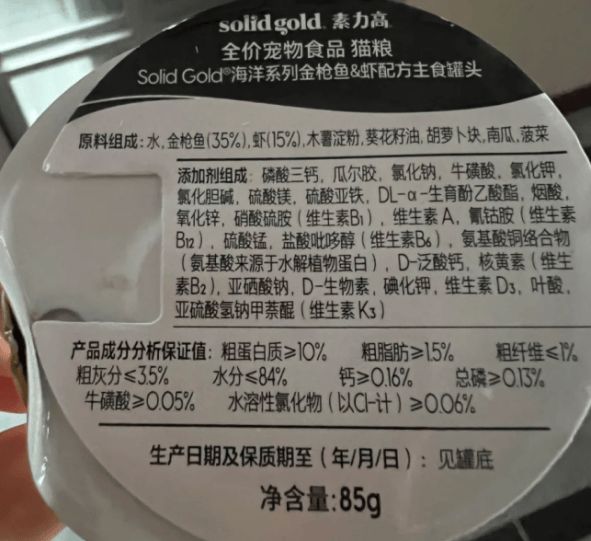 solid gold. 素力高
全价宠物食品 猫粮
Solid Gold®海洋系列金枪鱼&虾配方主食罐头
原料组成:水,金枪鱼(35%),虾(15%),木薯淀粉,葵花籽油,胡萝卜块,南瓜,菠菜
添加剂组成:磷酸三钙,瓜尔胶,氯化钠,牛磺酸,氯化钾,
氯化胆碱,硫酸镁,硫酸亚铁,DL-α-生育酚乙酸酯,烟酸,
氧化锌,硝酸硫胺(维生素B1),维生素A,氰钴胺(维生素
B12),硫酸锰,盐酸吡哆醇(维生素B6),氨基酸铜络合物
(氨基酸来源于水解植物蛋白),D-泛酸钙,核黄素(维生
素B2),亚硒酸钠,D-生物素,碘化钾,维生素D3,叶酸,
亚硫酸氢钠甲萘醌(维生素K3)
产品成分分析保证值:粗蛋白质≥10% 粗脂肪≥1.5% 粗纤维≤1%
粗灰分≤3.5% 水分≤84% 钙≥0.16% 总磷≥0.13%
牛磺酸≥0.05% 水溶性氯化物(以Cl-计)≥0.06%
生产日期及保质期至(年/月/日):见罐底
净含量:85g